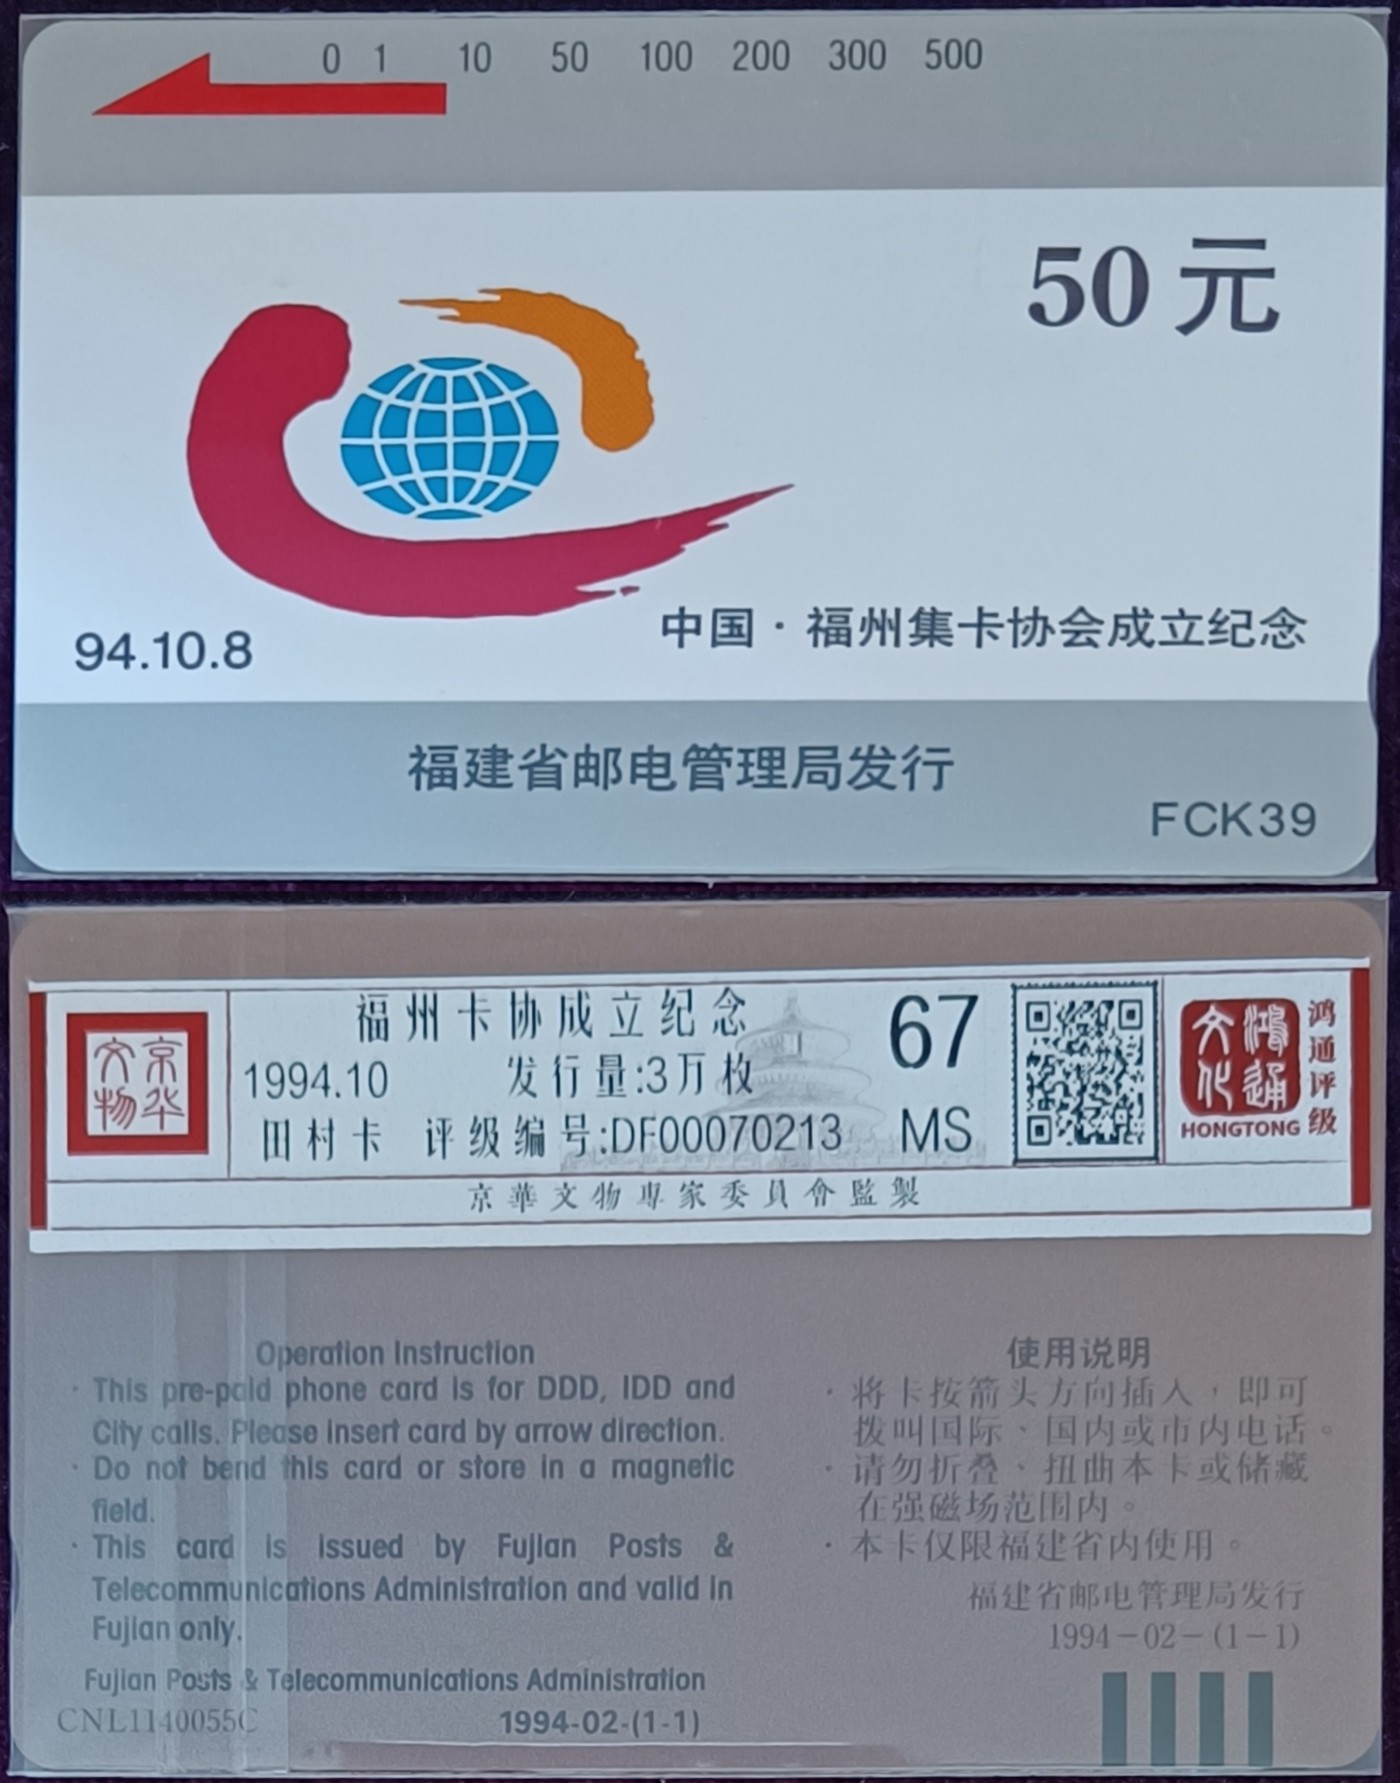 0 1 10 50 100 200 300 500
50元
94.10.8
中国·福州集卡协会成立纪念
福建省邮电管理局发行
FCK39
京华文物
福州卡协成立纪念
1994.10 发行量:3万枚
田村卡 评级编号:DF00070213
67
MS
鸿通文化
HONGTONG
鸿通评级
京華文物專家委員會監製
Operation Instruction
· This pre-paid phone card is for DDD, IDD and
City calls. Please insert card by arrow direction.
· Do not bend this card or store in a magnetic
field.
· This card is issued by Fujian Posts &
Telecommunications Administration and valid in
Fujian only.
Fujian Posts & Telecommunications Administration
CNL1140055C 1994-02-(1-1)
使用说明
· 将卡按箭头方向插入，即可
拨叫国际、国内或市内电话。
· 请勿折叠、扭曲本卡或储藏
在强磁场范围内。
· 本卡仅限福建省内使用。
福建省邮电管理局发行
1994-02-(1-1)